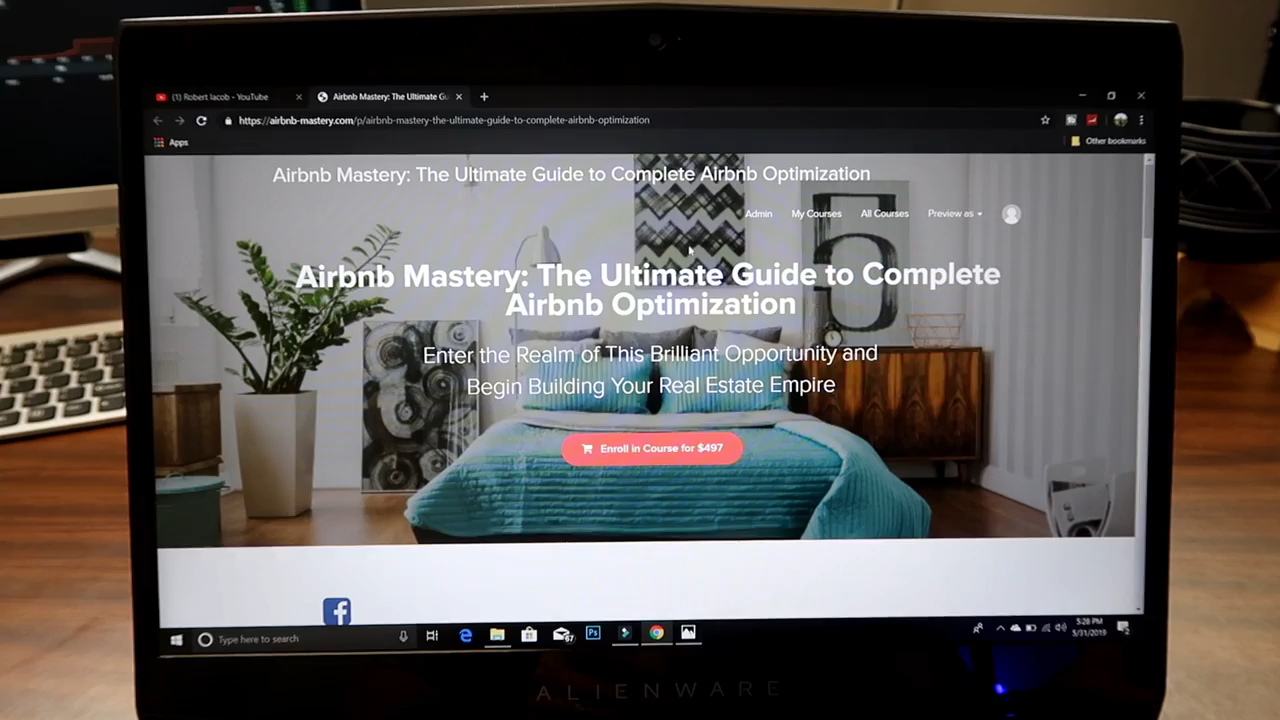 (1) Robert Iacob - YouTube
Airbnb Mastery: The Ultimate Gu
https://airbnb-mastery.com/p/airbnb-mastery-the-ultimate-guide-to-complete-airbnb-optimization
Apps
Other bookmarks
Airbnb Mastery: The Ultimate Guide to Complete Airbnb Optimization
Admin My Courses All Courses Preview as
Airbnb Mastery: The Ultimate Guide to Complete
Airbnb Optimization
Enter the Realm of This Brilliant Opportunity and
Begin Building Your Real Estate Empire
Enroll in Course for $497
f
Type here to search
67
Ps
5:28 PM
5/31/2019
2
ALIENWARE